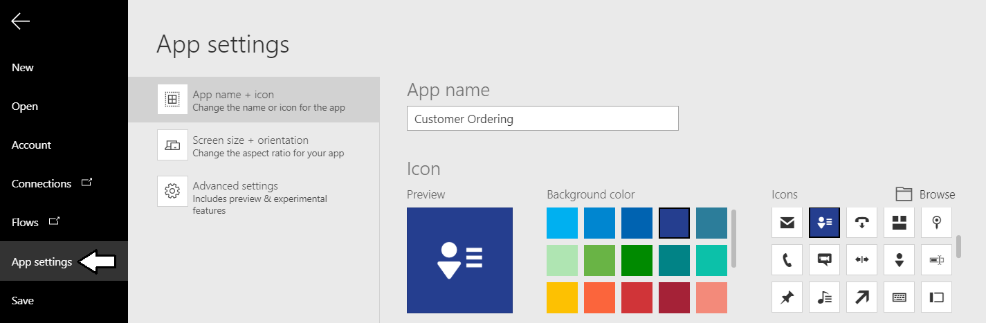 App settings
New
Open
Account
Connections
Flows
App settings
Save
App name + icon
Change the name or icon for the app
Screen size + orientation
Change the aspect ratio for your app
Advanced settings
Includes preview & experimental
features
App name
Customer Ordering
Icon
Preview
Background color
Icons
Browse